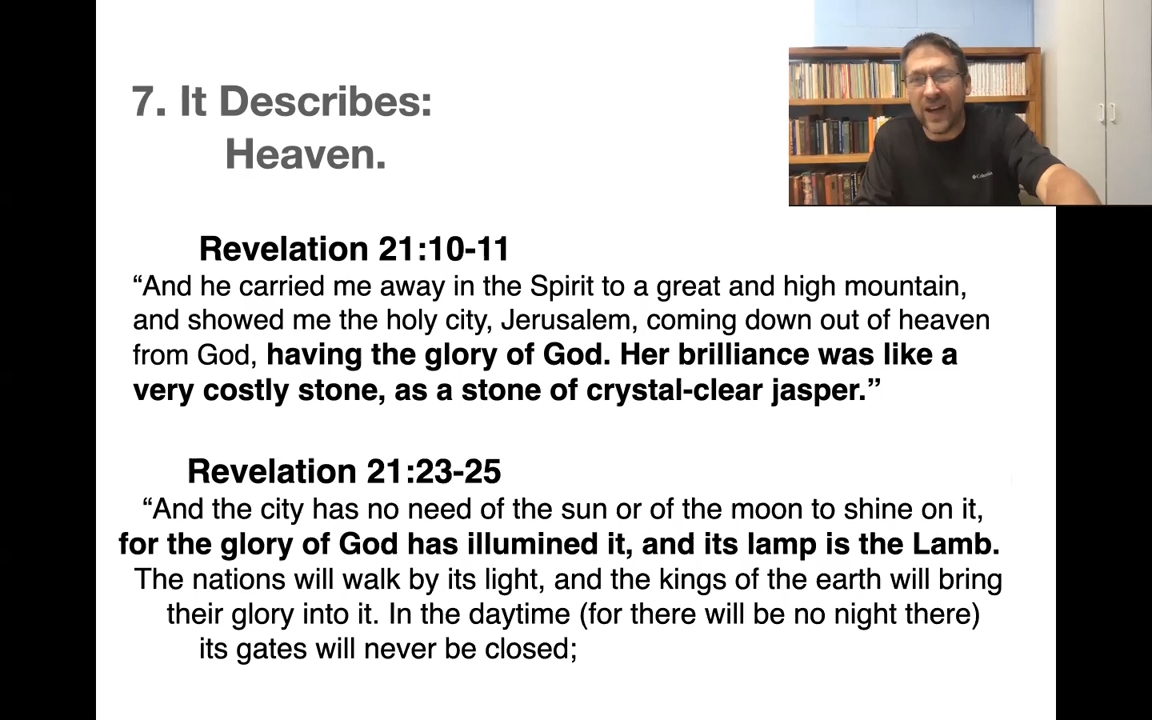 7. It Describes:
Heaven.
Columbia
Revelation 21:10-11
“And he carried me away in the Spirit to a great and high mountain,
and showed me the holy city, Jerusalem, coming down out of heaven
from God, having the glory of God. Her brilliance was like a
very costly stone, as a stone of crystal-clear jasper.”
Revelation 21:23-25
“And the city has no need of the sun or of the moon to shine on it,
for the glory of God has illumined it, and its lamp is the Lamb.
The nations will walk by its light, and the kings of the earth will bring
their glory into it. In the daytime (for there will be no night there)
its gates will never be closed;